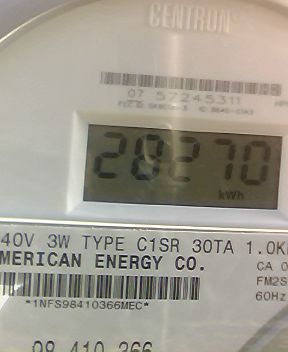 CENTRON
07 57245311
28270
kWh
40V 3W TYPE C1SR 30TA 1.0K
MERICAN ENERGY CO.
CA 0
FM2S
60Hz
*1NFS98410366MEC*
98 410 366